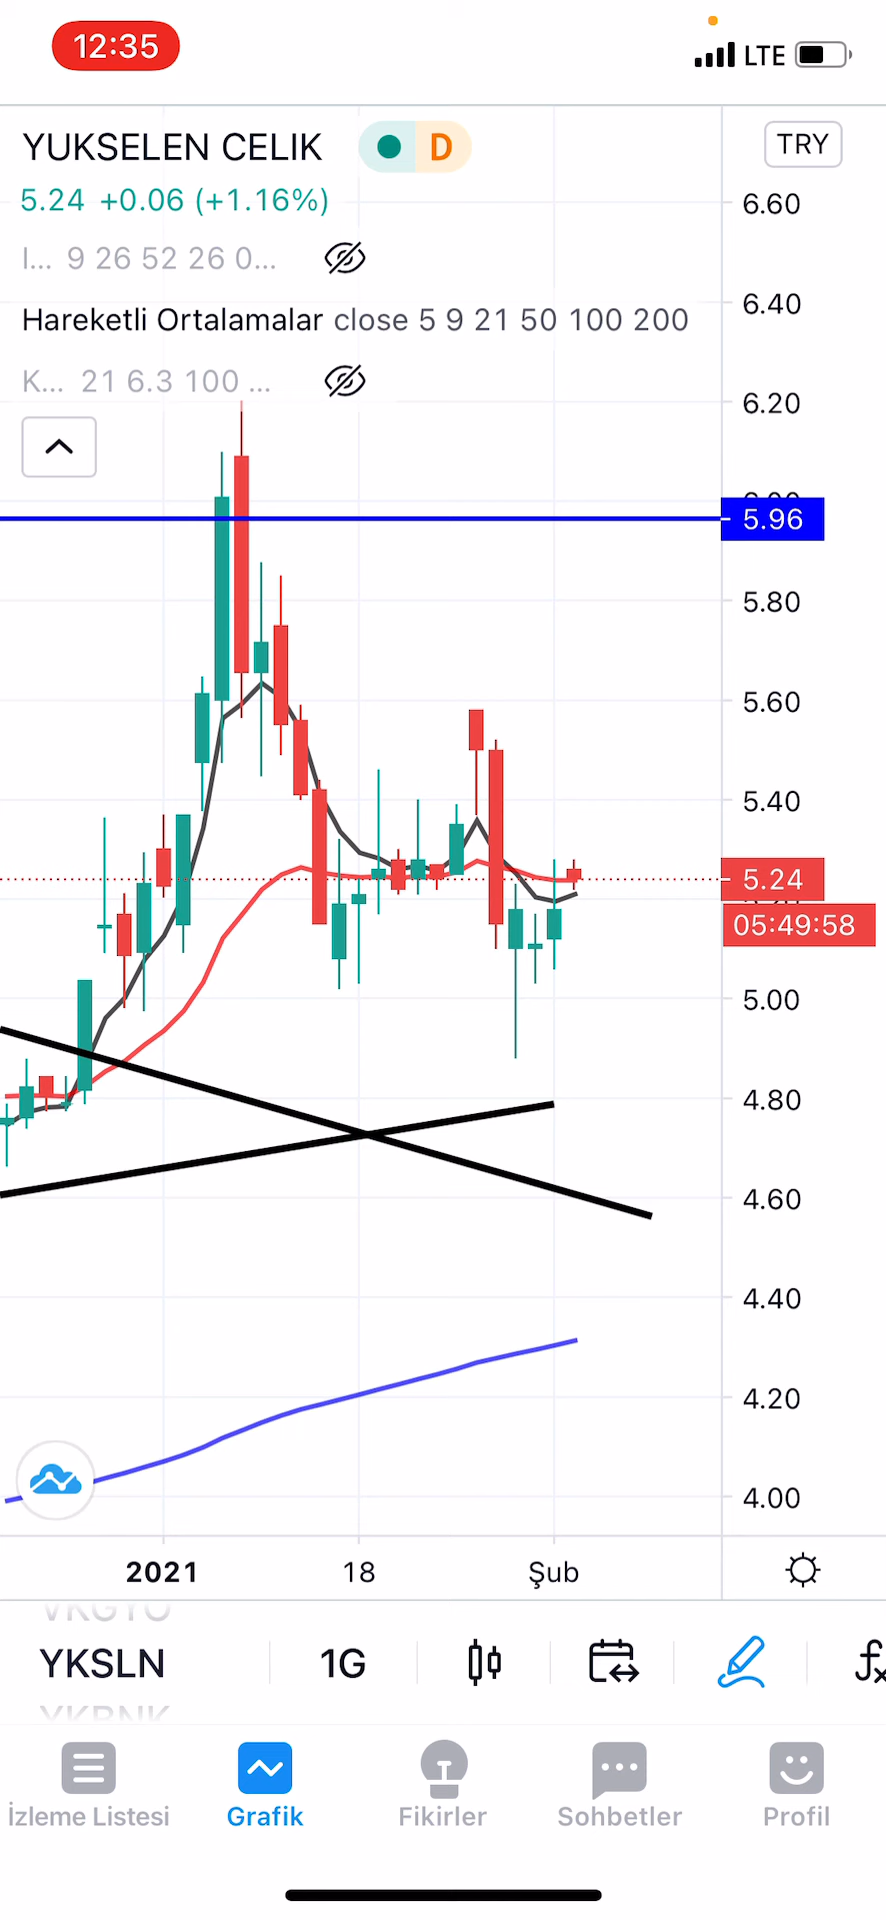 12:35
LTE
YUKSELEN CELIK D TRY
5.24 +0.06 (+1.16%)
6.60
I... 9 26 52 26 0...
6.40
Hareketli Ortalamalar close 5 9 21 50 100 200
K... 21 6.3 100 ...
6.20
5.96
5.80
5.60
5.40
5.24
05:49:58
5.00
4.80
4.60
4.40
4.20
4.00
2021 18 Şub
VKGYO
YKSLN 1G
YKBNK
İzleme Listesi Grafik Fikirler Sohbetler Profil